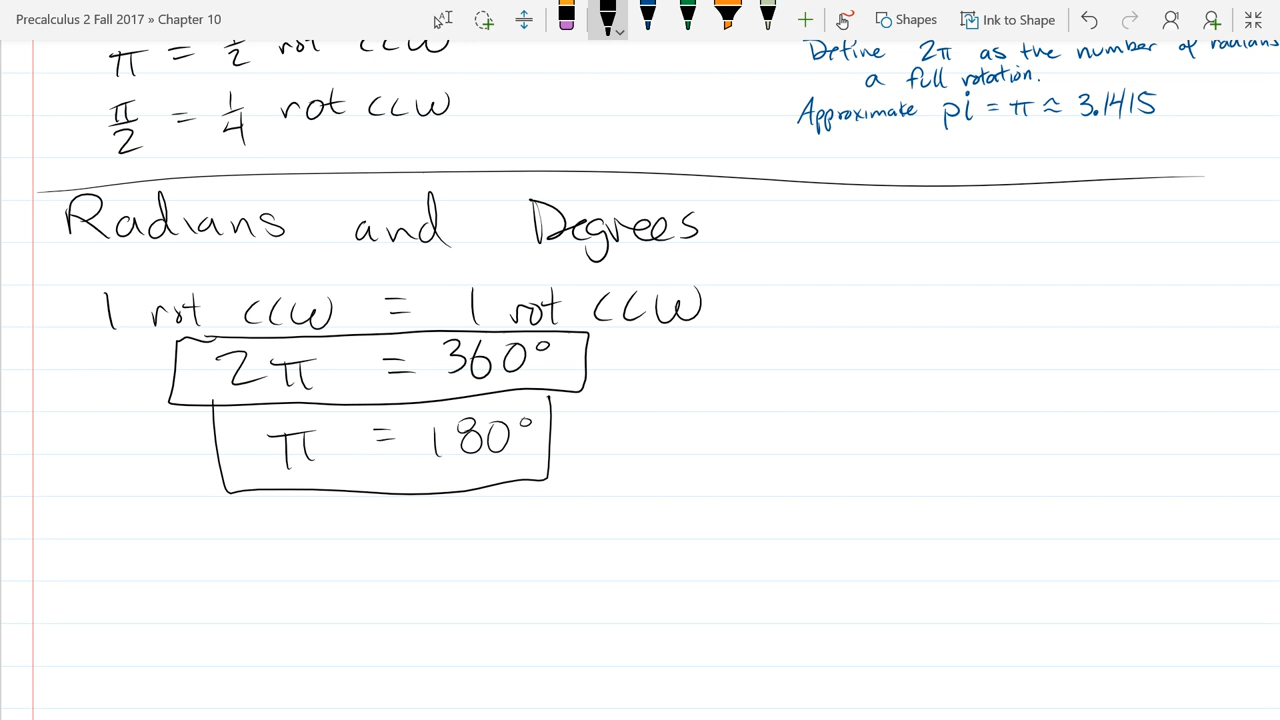 Precalculus 2 Fall 2017 » Chapter 10
Shapes
Ink to Shape
π = 1/2 rot CCW
π/2 = 1/4 rot CCW
Define 2π as the number of radians
a full rotation.
Approximate pi = π ≈ 3.1415
Radians and Degrees
1 rot CCW = 1 rot CCW
2π = 360°
π = 180°